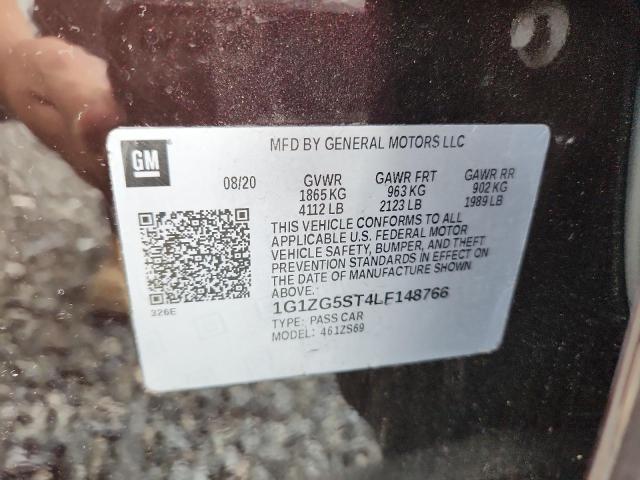 GM
MFD BY GENERAL MOTORS LLC
08/20 GVWR GAWR FRT GAWR RR
1865 KG 963 KG 902 KG
4112 LB 2123 LB 1989 LB
THIS VEHICLE CONFORMS TO ALL
APPLICABLE U.S. FEDERAL MOTOR
VEHICLE SAFETY, BUMPER, AND THEFT
PREVENTION STANDARDS IN EFFECT ON
THE DATE OF MANUFACTURE SHOWN
ABOVE.
1G1ZG5ST4LF148766
TYPE: PASS CAR
MODEL: 461ZS69
326E